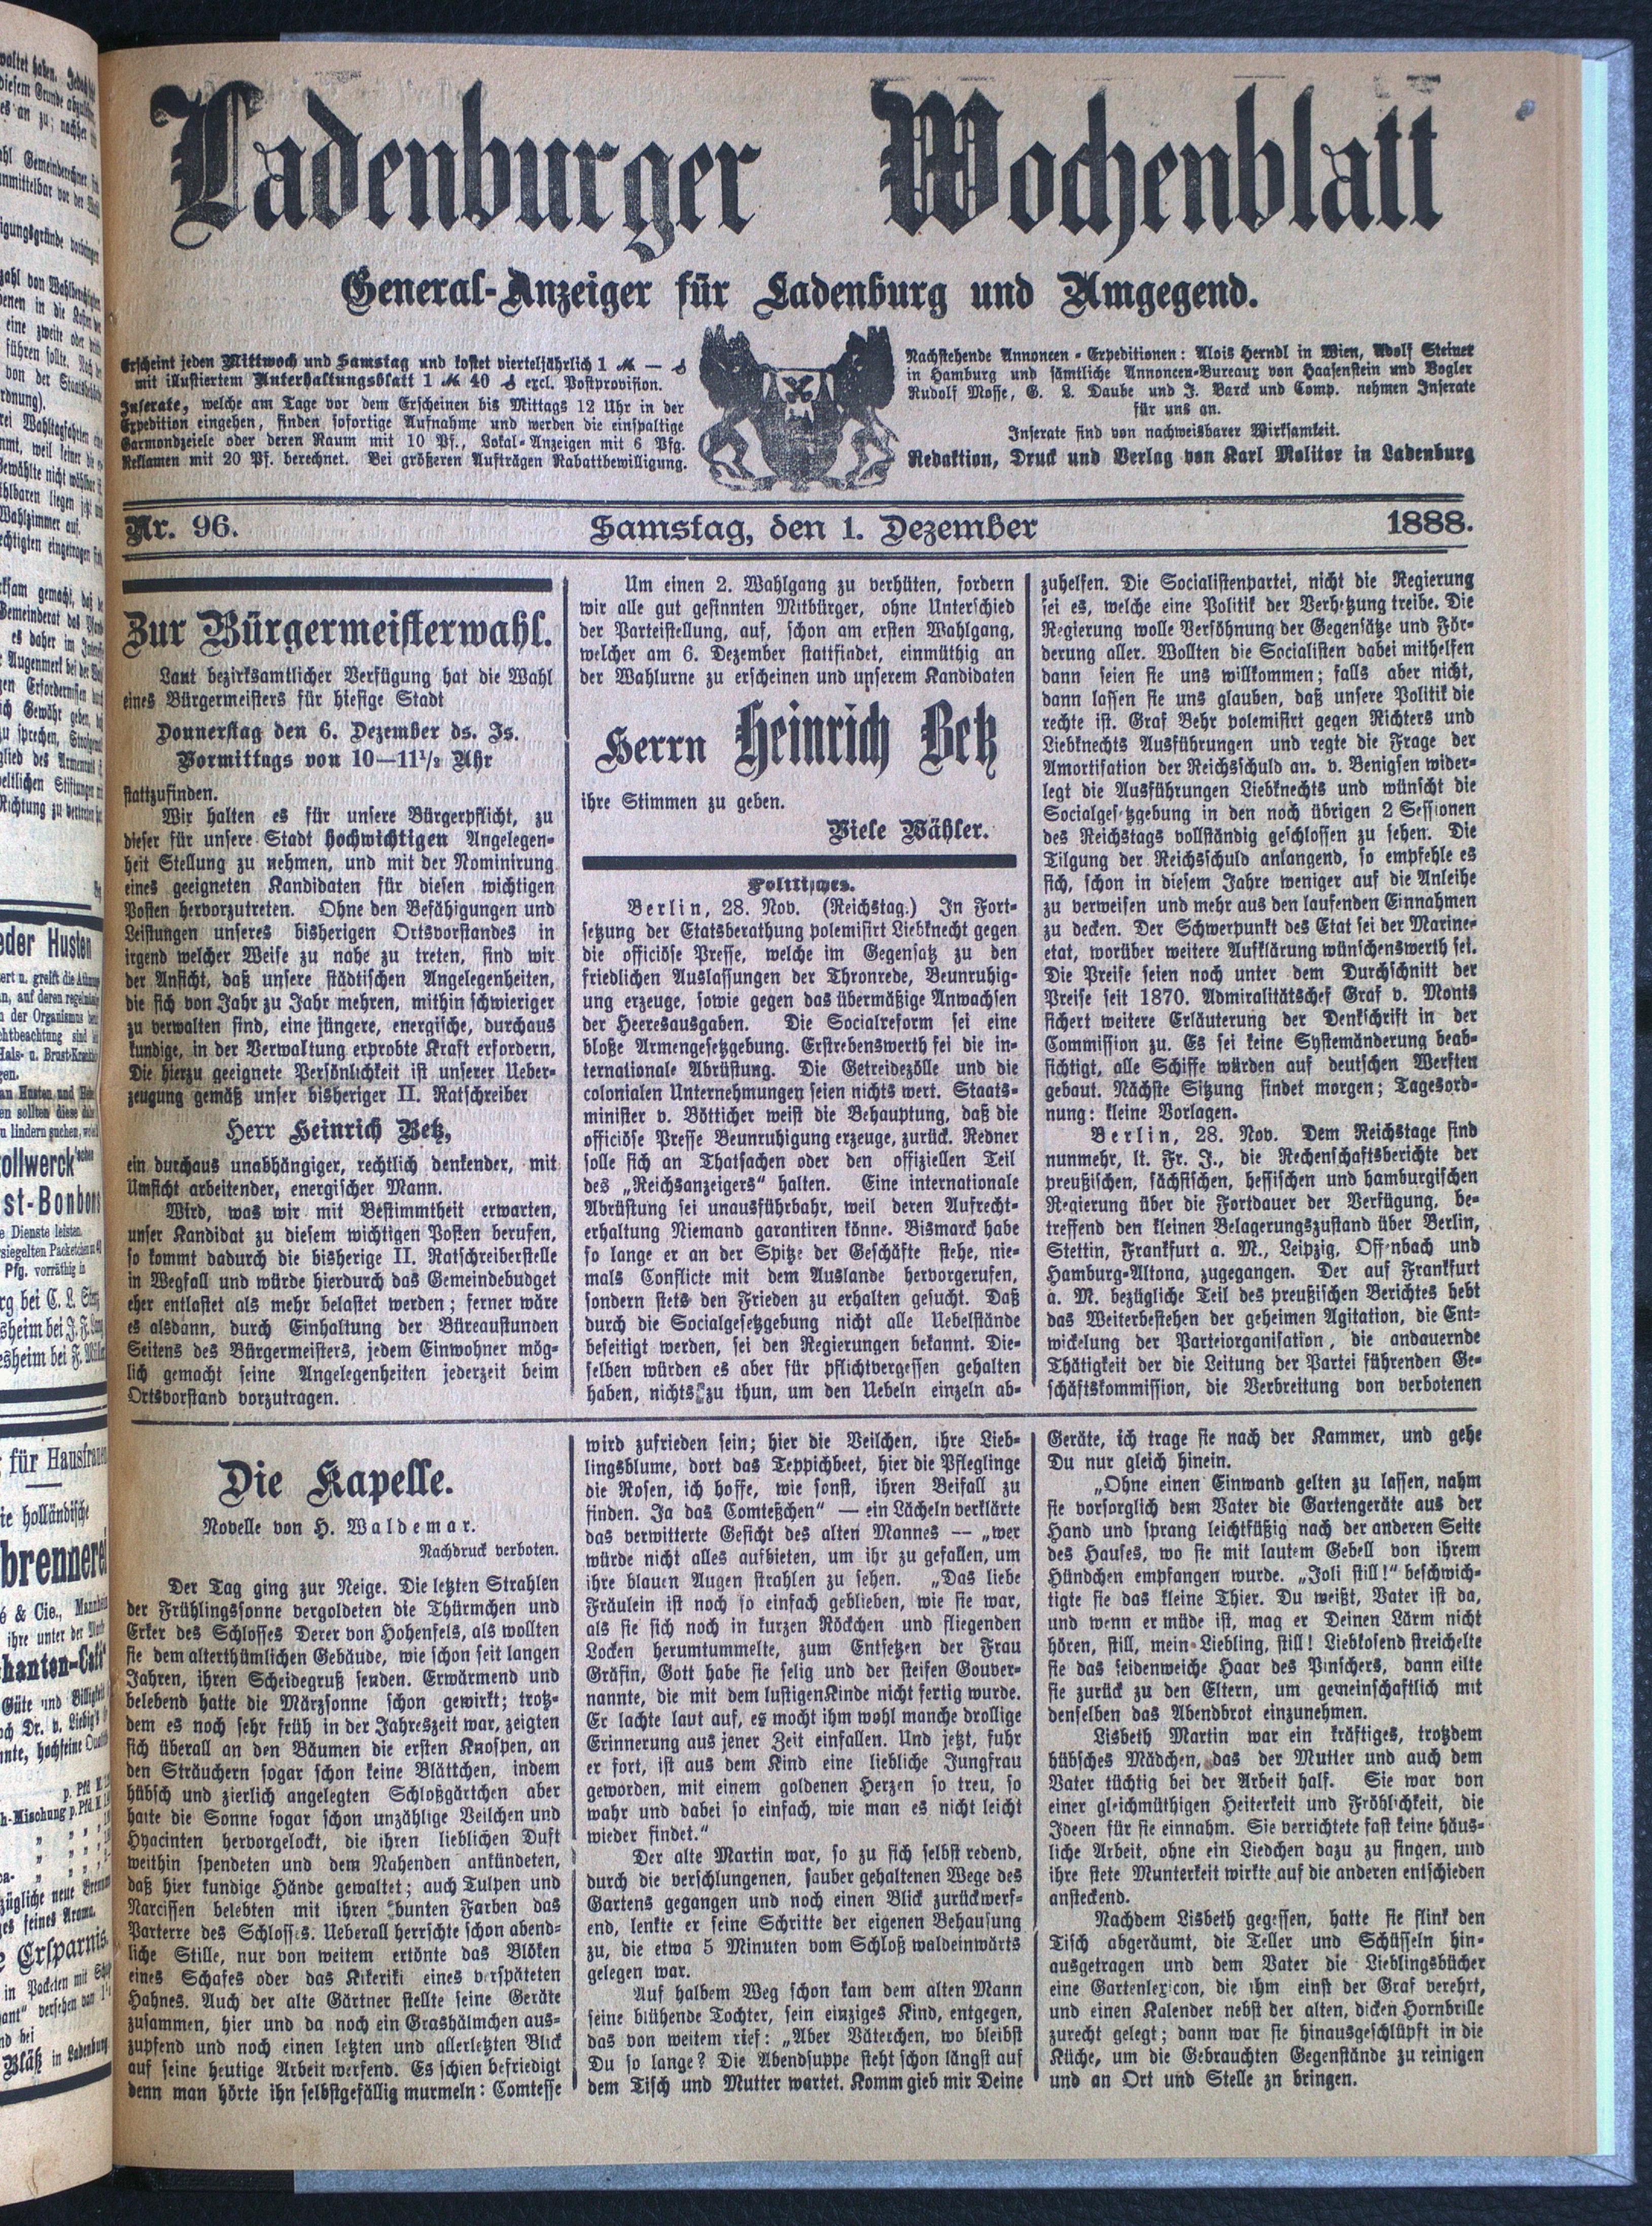 Ladenburger Wochenblatt
General-Anzeiger für Ladenburg und Umgegend.
Erscheint jeden Mittwoch und Samstag und kostet vierteljährlich 1 ℳ — ₰
mit illustriertem Unterhaltungsblatt 1 ℳ 40 ₰ excl. Postprovision.
Inserate, welche am Tage vor dem Erscheinen bis Mittags 12 Uhr in der
Expedition eingehen, finden sofortige Aufnahme und werden die einspaltige
Garmondzeiele oder deren Raum mit 10 Pf., Lokal-Anzeigen mit 6 Pfg.
Reklamen mit 20 Pf. berechnet. Bei größeren Aufträgen Rabattbewilligung.
Nachstehende Annoncen-Expeditionen: Alois Herndl in Wien, Adolf Steiner
in Hamburg und sämtliche Annoncen-Bureaux von Haasenstein und Vogler
Rudolf Mosse, G. L. Daube und J. Barck und Comp. nehmen Inserate
für uns an.
Inserate sind von nachweisbarer Wirksamkeit.
Redaktion, Druck und Verlag von Karl Molitor in Ladenburg
Nr. 96. Samstag, den 1. Dezember 1888.
Zur Bürgermeisterwahl.
Laut bezirksamtlicher Verfügung hat die Wahl
eines Bürgermeisters für hiesige Stadt
Donnerstag den 6. Dezember ds. Js.
Vormittags von 10—11½ Uhr
stattzufinden.
Wir halten es für unsere Bürgerpflicht, zu
dieser für unsere Stadt hochwichtigen Angelegen-
heit Stellung zu nehmen, und mit der Nominirung
eines geeigneten Kandidaten für diesen wichtigen
Posten hervorzutreten. Ohne den Befähigungen und
Leistungen unseres bisherigen Ortsvorstandes in
irgend welcher Weise zu nahe zu treten, sind wir
der Ansicht, daß unsere städtischen Angelegenheiten,
die sich von Jahr zu Jahr mehren, mithin schwieriger
zu verwalten sind, eine jüngere, energische, durchaus
kundige, in der Verwaltung erprobte Kraft erfordern,
Die hierzu geeignete Persönlichkeit ist unserer Ueber-
zeugung gemäß unser bisheriger II. Ratschreiber
Herr Heinrich Betz,
ein durchaus unabhängiger, rechtlich denkender, mit
Umsicht arbeitender, energischer Mann.
Wird, was wir mit Bestimmtheit erwarten,
unser Kandidat zu diesem wichtigen Posten berufen,
so kommt dadurch die bisherige II. Ratschreiberstelle
in Wegfall und würde hierdurch das Gemeindebudget
eher entlastet als mehr belastet werden; ferner wäre
es alsdann, durch Einhaltung der Büreaustunden
Seitens des Bürgermeisters, jedem Einwohner mög-
lich gemacht seine Angelegenheiten jederzeit beim
Ortsvorstand vorzutragen.
Um einen 2. Wahlgang zu verhüten, fordern
wir alle gut gesinnten Mitbürger, ohne Unterschied
der Parteistellung, auf, schon am ersten Wahlgang,
welcher am 6. Dezember stattfindet, einmüthig an
der Wahlurne zu erscheinen und unserem Kandidaten
Herrn Heinrich Betz
ihre Stimmen zu geben.
Viele Wähler.
Politisches.
Berlin, 28. Nov. (Reichstag.) In Fort-
setzung der Etatsberathung polemisirt Liebknecht gegen
die officiöse Presse, welche im Gegensatz zu den
friedlichen Auslassungen der Thronrede, Beunruhig-
ung erzeuge, sowie gegen das übermäßige Anwachsen
der Heeresausgaben. Die Socialreform sei eine
bloße Armengesetzgebung. Erstrebenswerth sei die in-
ternationale Abrüstung. Die Getreidezölle und die
colonialen Unternehmungen seien nichts wert. Staats-
minister v. Bötticher weist die Behauptung, daß die
officiöse Presse Beunruhigung erzeuge, zurück. Redner
solle sich an Thatsachen oder den offiziellen Teil
des „Reichsanzeigers“ halten. Eine internationale
Abrüstung sei unausführbahr, weil deren Aufrecht-
erhaltung Niemand garantiren könne. Bismarck habe
so lange er an der Spitze der Geschäfte stehe, nie-
mals Conflicte mit dem Auslande hervorgerufen,
sondern stets den Frieden zu erhalten gesucht. Daß
durch die Socialgesetzgebung nicht alle Uebelstände
beseitigt werden, sei den Regierungen bekannt. Die-
selben würden es aber für pflichtvergessen gehalten
haben, nichts zu thun, um den Uebeln einzeln ab-
zuhelfen. Die Socialistenpartei, nicht die Regierung
sei es, welche eine Politik der Verhetzung treibe. Die
Regierung wolle Versöhnung der Gegensätze und För-
derung aller. Wollten die Socialisten dabei mithelfen
dann seien sie uns willkommen; falls aber nicht,
dann lassen sie uns glauben, daß unsere Politik die
rechte ist. Graf Behr polemisirt gegen Richters und
Liebknechts Ausführungen und regte die Frage der
Amortisation der Reichsschuld an. v. Benigsen wider-
legt die Ausführungen Liebknechts und wünscht die
Socialgesetzgebung in den noch übrigen 2 Sessionen
des Reichstags vollständig geschlossen zu sehen. Die
Tilgung der Reichsschuld anlangend, so empfehle es
sich, schon in diesem Jahre weniger auf die Anleihe
zu verweisen und mehr aus den laufenden Einnahmen
zu decken. Der Schwerpunkt des Etat sei der Marine-
etat, worüber weitere Aufklärung wünschenswerth sei.
Die Preise seien noch unter dem Durchschnitt der
Preise seit 1870. Admiralitätschef Graf v. Monts
sichert weitere Erläuterung der Denkschrift in der
Commission zu. Es sei keine Systemänderung beab-
sichtigt, alle Schiffe würden auf deutschen Werften
gebaut. Nächste Sitzung findet morgen; Tagesord-
nung: kleine Vorlagen.
Berlin, 28. Nov. Dem Reichstage sind
nunmehr, lt. Fr. J., die Rechenschaftsberichte der
preußischen, sächsischen, hessischen und hamburgischen
Regierung über die Fortdauer der Verfügung, be-
treffend den kleinen Belagerungszustand über Berlin,
Stettin, Frankfurt a. M., Leipzig, Offenbach und
Hamburg-Altona, zugegangen. Der auf Frankfurt
a. M. bezügliche Teil des preußischen Berichtes hebt
das Weiterbestehen der geheimen Agitation, die Ent-
wickelung der Parteiorganisation, die andauernde
Thätigkeit der die Leitung der Partei führenden Ge-
schäftskommission, die Verbreitung von verbotenen
Die Kapelle.
Novelle von H. Waldemar.
Nachdruck verboten.
Der Tag ging zur Neige. Die letzten Strahlen
der Frühlingssonne vergoldeten die Thürmchen und
Erker des Schlosses Derer von Hohenfels, als wollten
sie dem alterthümlichen Gebäude, wie schon seit langen
Jahren, ihren Scheidegruß senden. Erwärmend und
belebend hatte die Märzsonne schon gewirkt; trotz-
dem es noch sehr früh in der Jahreszeit war, zeigten
sich überall an den Bäumen die ersten Knospen, an
den Sträuchern sogar schon keine Blättchen, indem
hübsch und zierlich angelegten Schloßgärtchen aber
hatte die Sonne sogar schon unzählige Veilchen und
Hyacinten hervorgelockt, die ihren lieblichen Duft
weithin spendeten und dem Nahenden ankündeten,
daß hier kundige Hände gewaltet; auch Tulpen und
Narcissen belebten mit ihren bunten Farben das
Parterre des Schlosses. Ueberall herrschte schon abend-
liche Stille, nur von weitem ertönte das Blöken
eines Schafes oder das Kikeriki eines verspäteten
Hahnes. Auch der alte Gärtner stellte seine Geräte
zusammen, hier und da noch ein Grashälmchen aus-
zupfend und noch einen letzten und allerletzten Blick
auf seine heutige Arbeit werfend. Es schien befriedigt
denn man hörte ihn selbstgefällig murmeln: Comtesse
wird zufrieden sein; hier die Veilchen, ihre Lieb-
lingsblume, dort das Teppichbeet, hier die Pfleglinge
die Rosen, ich hoffe, wie sonst, ihren Beifall zu
finden. Ja das Comteßchen“ — ein Lächeln verklärte
das verwitterte Gesicht des alten Mannes — „wer
würde nicht alles aufbieten, um ihr zu gefallen, um
ihre blauen Augen strahlen zu sehen. „Das liebe
Fräulein ist noch so einfach geblieben, wie sie war,
als sie sich noch in kurzen Röckchen und fliegenden
Locken herumtummelte, zum Entsetzen der Frau
Gräfin, Gott habe sie selig und der steifen Gouver-
nannte, die mit dem lustigen Kinde nicht fertig wurde.
Er lachte laut auf, es mocht ihm wohl manche drollige
Erinnerung aus jener Zeit einfallen. Und jetzt, fuhr
er fort, ist aus dem Kind eine liebliche Jungfrau
geworden, mit einem goldenen Herzen so treu, so
wahr und dabei so einfach, wie man es nicht leicht
wieder findet.“
Der alte Martin war, so zu sich selbst redend,
durch die verschlungenen, sauber gehaltenen Wege des
Gartens gegangen und noch einen Blick zurückwerf-
end, lenkte er seine Schritte der eigenen Behausung
zu, die etwa 5 Minuten vom Schloß waldeinwärts
gelegen war.
Auf halbem Weg schon kam dem alten Mann
seine blühende Tochter, sein einziges Kind, entgegen,
das von weitem rief: „Aber Väterchen, wo bleibst
Du so lange? Die Abendsuppe steht schon längst auf
dem Tisch und Mutter wartet. Komm gieb mir Deine
Geräte, ich trage sie nach der Kammer, und gehe
Du nur gleich hinein.
„Ohne einen Einwand gelten zu lassen, nahm
sie vorsorglich dem Vater die Gartengeräte aus der
Hand und sprang leichtfüßig nach der anderen Seite
des Hauses, wo sie mit lautem Gebell von ihrem
Hündchen empfangen wurde. „Joli still!“ beschwich-
tigte sie das kleine Thier. Du weißt, Vater ist da,
und wenn er müde ist, mag er Deinen Lärm nicht
hören, still, mein Liebling, still! Liebkosend streichelte
sie das seidenweiche Haar des Pinschers, dann eilte
sie zurück zu den Eltern, um gemeinschaftlich mit
denselben das Abendbrot einzunehmen.
Lisbeth Martin war ein kräftiges, trotzdem
hübsches Mädchen, das der Mutter und auch dem
Vater tüchtig bei der Arbeit half. Sie war von
einer gleichmüthigen Heiterkeit und Fröhlichkeit, die
Ideen für sie einnahm. Sie verrichtete fast keine häus-
liche Arbeit, ohne ein Liedchen dazu zu singen, und
ihre stete Munterkeit wirkte auf die anderen entschieden
ansteckend.
Nachdem Lisbeth gegessen, hatte sie flink den
Tisch abgeräumt, die Teller und Schüsseln hin-
ausgetragen und dem Vater die Lieblingsbücher
eine Gartenlexicon, die ihm einst der Graf verehrt,
und einen Kalender nebst der alten, dicken Hornbrille
zurecht gelegt; dann war sie hinausgeschlüpft in die
Küche, um die Gebrauchten Gegenstände zu reinigen
und an Ort und Stelle zu bringen.